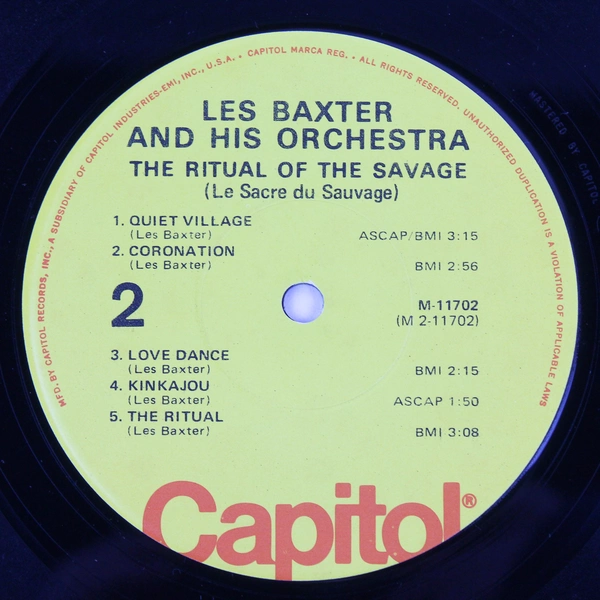 MFD. BY CAPITOL RECORDS, INC., A SUBSIDIARY OF CAPITOL INDUSTRIES-EMI, INC., U.S.A. • CAPITOL MARCA REG. • ALL RIGHTS RESERVED. UNAUTHORIZED DUPLICATION IS A VIOLATION OF APPLICABLE LAWS
MASTERED BY CAPITOL
LES BAXTER
AND HIS ORCHESTRA
THE RITUAL OF THE SAVAGE
(Le Sacre du Sauvage)
1. QUIET VILLAGE
(Les Baxter) ASCAP/BMI 3:15
2. CORONATION
(Les Baxter) BMI 2:56
2
M-11702
(M 2-11702)
3. LOVE DANCE
(Les Baxter) BMI 2:15
4. KINKAJOU
(Les Baxter) ASCAP 1:50
5. THE RITUAL
(Les Baxter) BMI 3:08
Capitol®